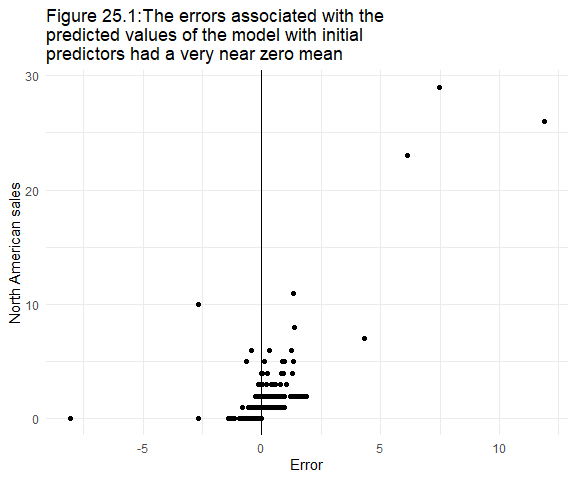 Figure 25.1:The errors associated with the
predicted values of the model with initial
predictors had a very near zero mean
30
20
10
0
North American sales
-5
0
5
10
Error